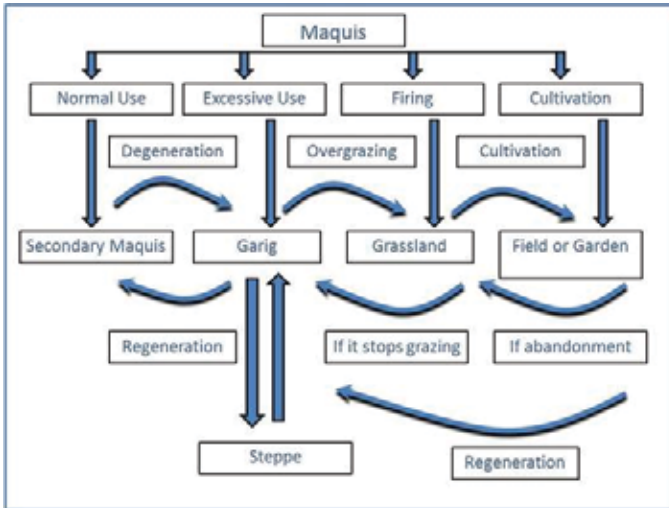 Maquis
Normal Use
Excessive Use
Firing
Cultivation
Degeneration
Overgrazing
Cultivation
Secondary Maquis
Garig
Grassland
Field or Garden
Regeneration
If it stops grazing
If abandonment
Steppe
Regeneration